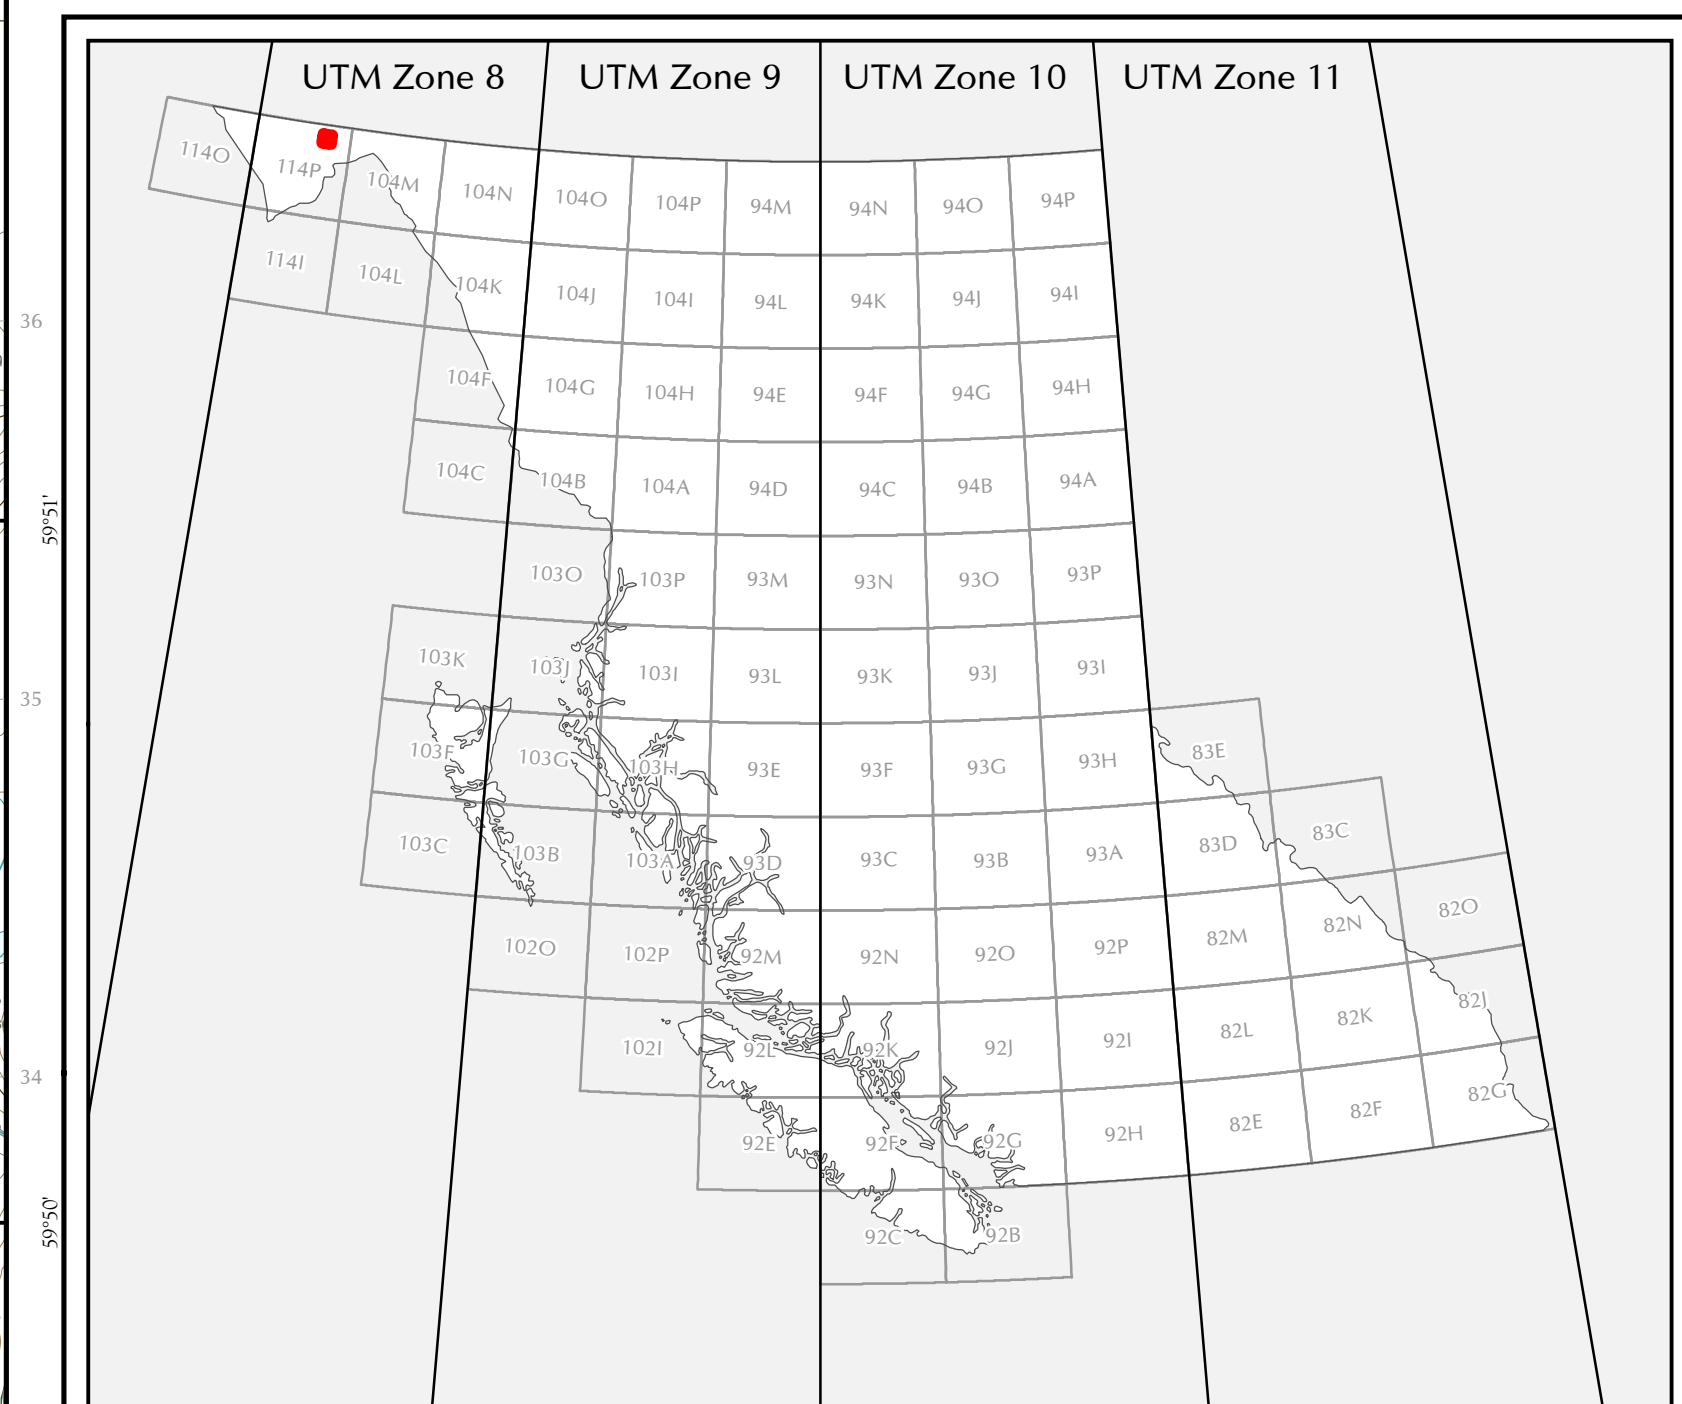 UTM Zone 8 UTM Zone 9 UTM Zone 10 UTM Zone 11
114O 114P 104M 104N 104O 104P 94M 94N 94O 94P
114I 104L 104K 104J 104I 94L 94K 94J 94I
36
104F 104G 104H 94E 94F 94G 94H
104C 104B 104A 94D 94C 94B 94A
59°51'
103O 103P 93M 93N 93O 93P
103K 103J 103I 93L 93K 93J 93I
35
103F 103G 103H 93E 93F 93G 93H 83E
103C 103B 103A 93D 93C 93B 93A 83D 83C
102O 102P 92M 92N 92O 92P 82M 82N 82O
102I 92L 92K 92J 92I 82L 82K 82J
34
92E 92F 92G 92H 82E 82F 82G
59°50'
92C 92B